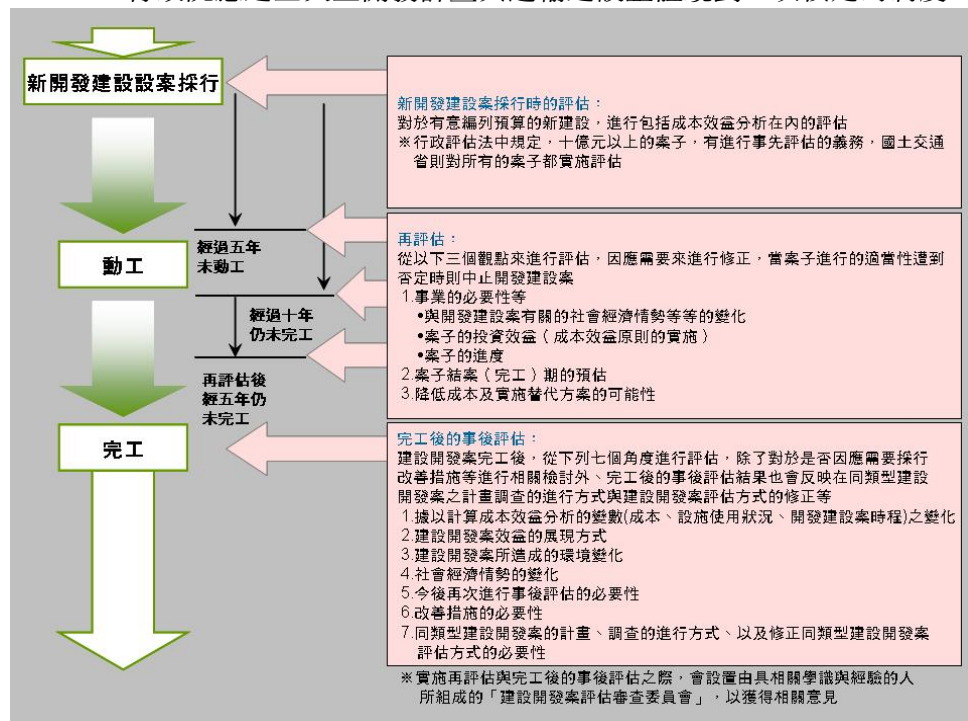 新開發建設設案採行
新開發建設案採行時的評估：
對於有意編列預算的新建設，進行包括成本效益分析在內的評估
※行政評估法中規定，十億元以上的案子，有進行事先評估的義務，國土交通
省則對所有的案子都實施評估
動工
經過五年
未動工
經過十年
仍未完工
再評估後
經五年仍
未完工
再評估：
從以下三個觀點來進行評估，因應需要來進行修正，當案子進行的適當性遭到
否定時則中止開發建設案
1.事業的必要性等
•與開發建設案有關的社會經濟情勢等等的變化
•案子的投資效益（成本效益原則的實施）
•案子的進度
2.案子結案（完工）期的預估
3.降低成本及實施替代方案的可能性
完工
完工後的事後評估：
建設開發案完工後，從下列七個角度進行評估，除了對於是否因應需要採行
改善措施等進行相關檢討外、完工後的事後評估結果也會反映在同類型建設
開發案之計畫調查的進行方式與建設開發案評估方式的修正等
1.據以計算成本效益分析的變數(成本、設施使用狀況、開發建設案時程)之變化
2.建設開發案效益的展現方式
3.建設開發案所造成的環境變化
4.社會經濟情勢的變化
5.今後再次進行事後評估的必要性
6.改善措施的必要性
7.同類型建設開發案的計畫、調查的進行方式、以及修正同類型建設開發案
評估方式的必要性
※實施再評估與完工後的事後評估之際，會設置由具相關學識與經驗的人
所組成的「建設開發案評估審查委員會」，以獲得相關意見